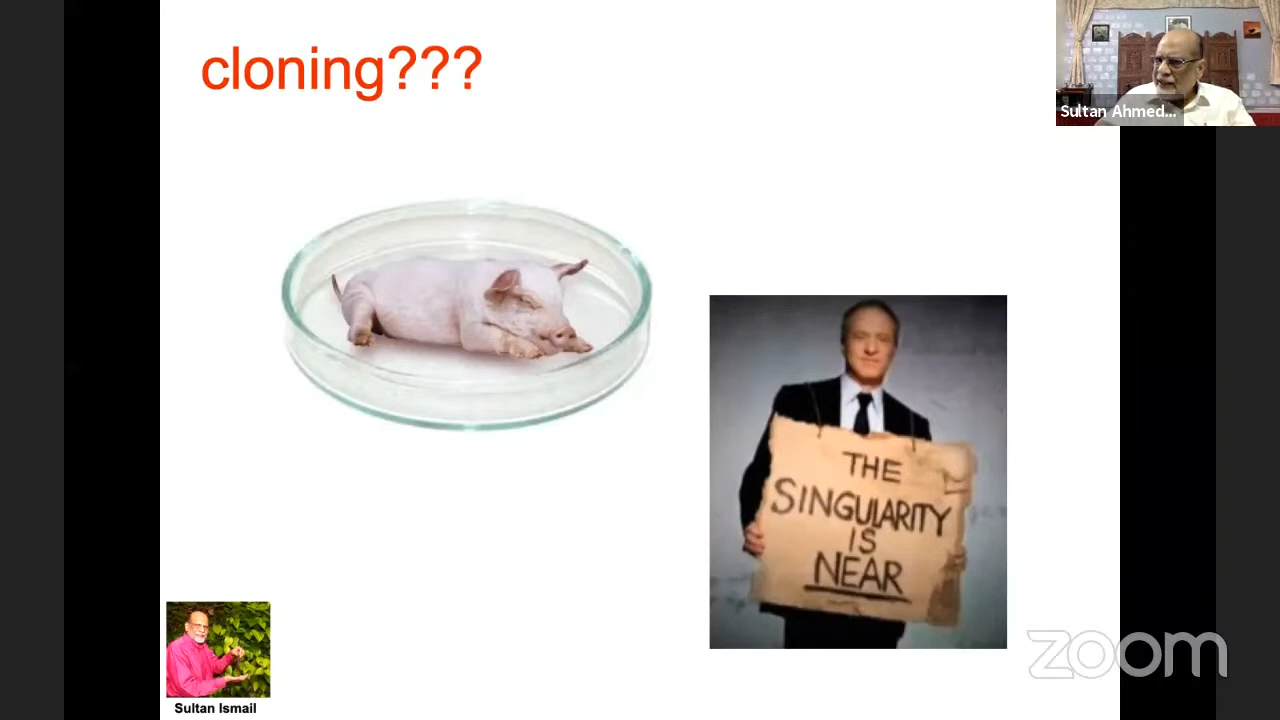 cloning???
Sultan Ahmed...
THE
SINGULARITY
IS
NEAR
zoom
Sultan Ismail